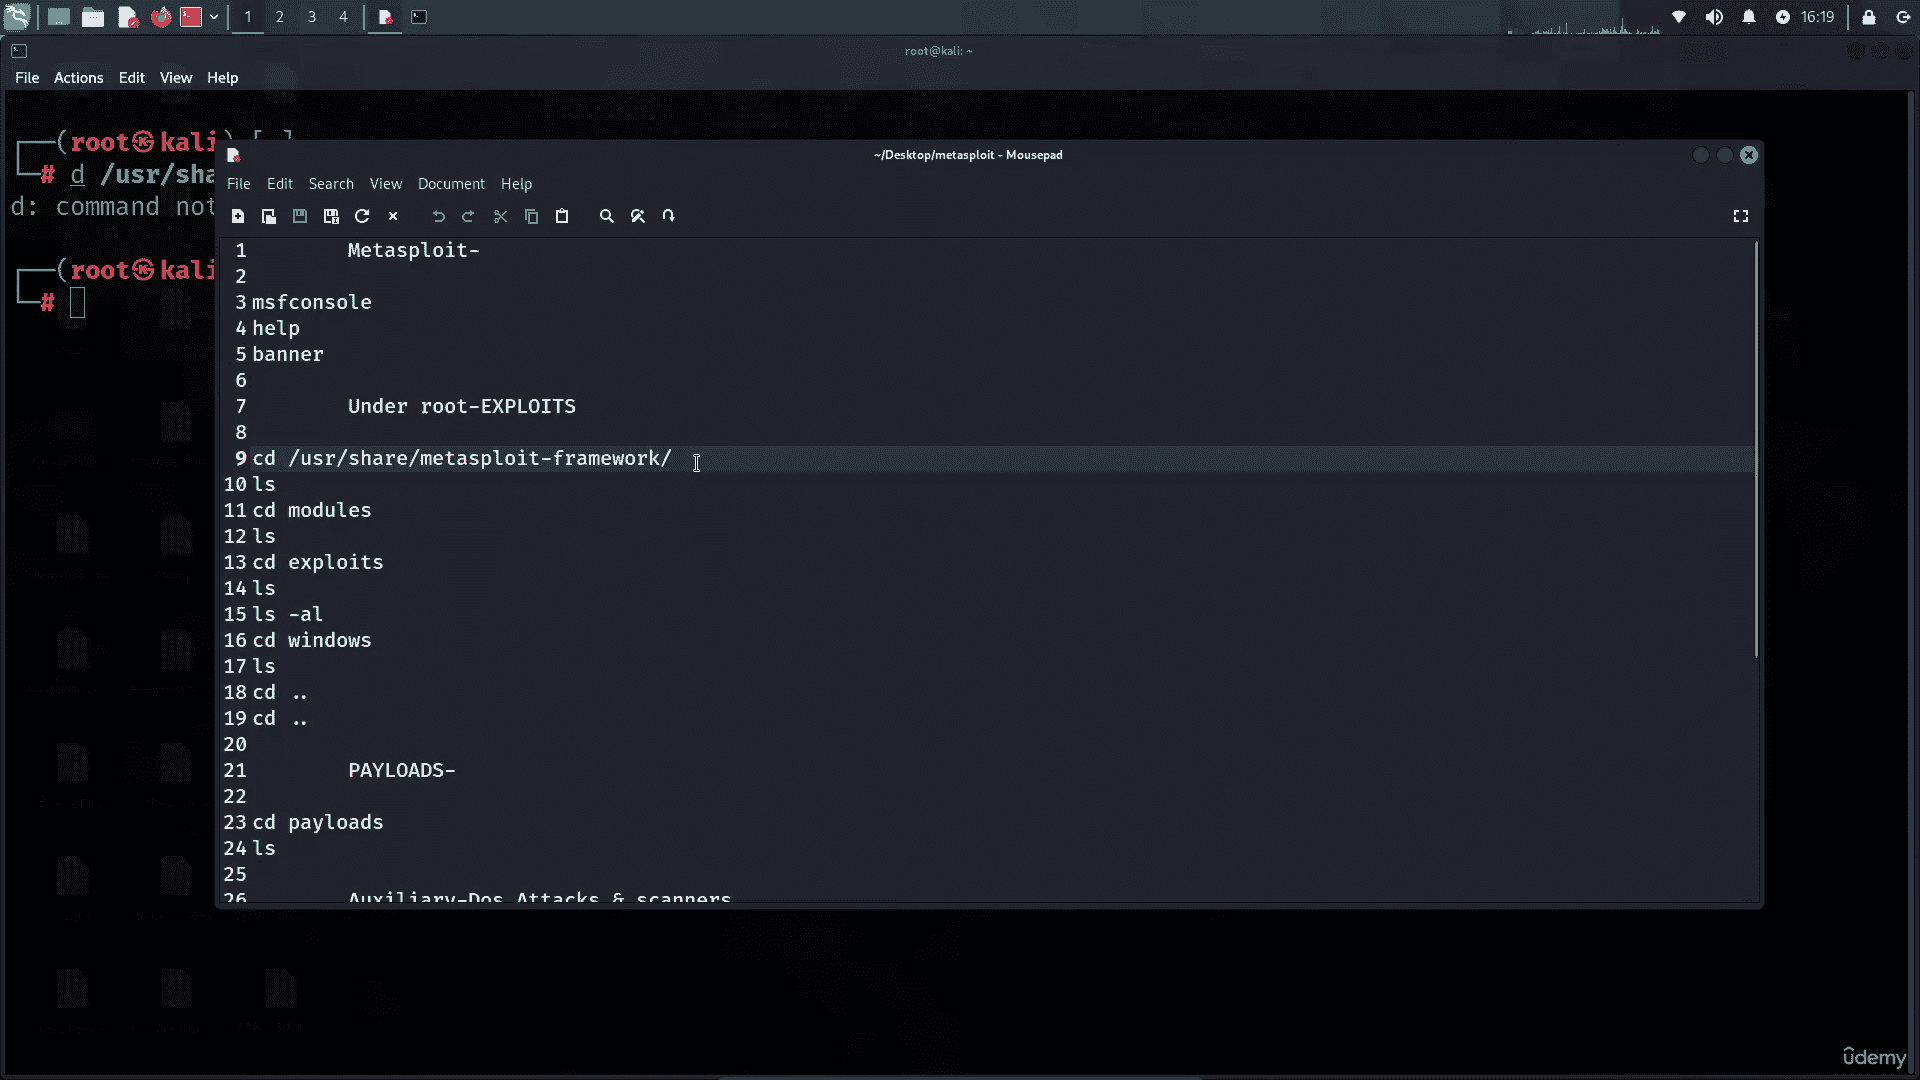 1 2 3 4 16:19
root@kali: ~
File Actions Edit View Help
(root㉿kali)
# d /usr/sha
d: command not
(root㉿kali
#
~/Desktop/metasploit - Mousepad
File Edit Search View Document Help
1 Metasploit-
2
3 msfconsole
4 help
5 banner
6
7 Under root-EXPLOITS
8
9 cd /usr/share/metasploit-framework/
10 ls
11 cd modules
12 ls
13 cd exploits
14 ls
15 ls -al
16 cd windows
17 ls
18 cd ..
19 cd ..
20
21 PAYLOADS-
22
23 cd payloads
24 ls
25
26 Auxiliary-Dos Attacks & scanners
udemy